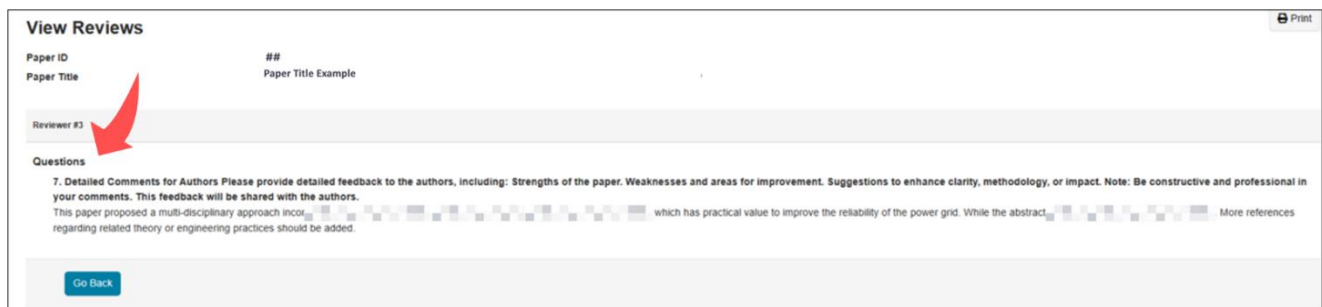 Print
View Reviews
Paper ID ##
Paper Title Paper Title Example
Reviewer #3
Questions
7. Detailed Comments for Authors Please provide detailed feedback to the authors, including: Strengths of the paper. Weaknesses and areas for improvement. Suggestions to enhance clarity, methodology, or impact. Note: Be constructive and professional in
your comments. This feedback will be shared with the authors.
This paper proposed a multi-disciplinary approach which has practical value to improve the reliability of the power grid. While the abstract More references
regarding related theory or engineering practices should be added.
Go Back